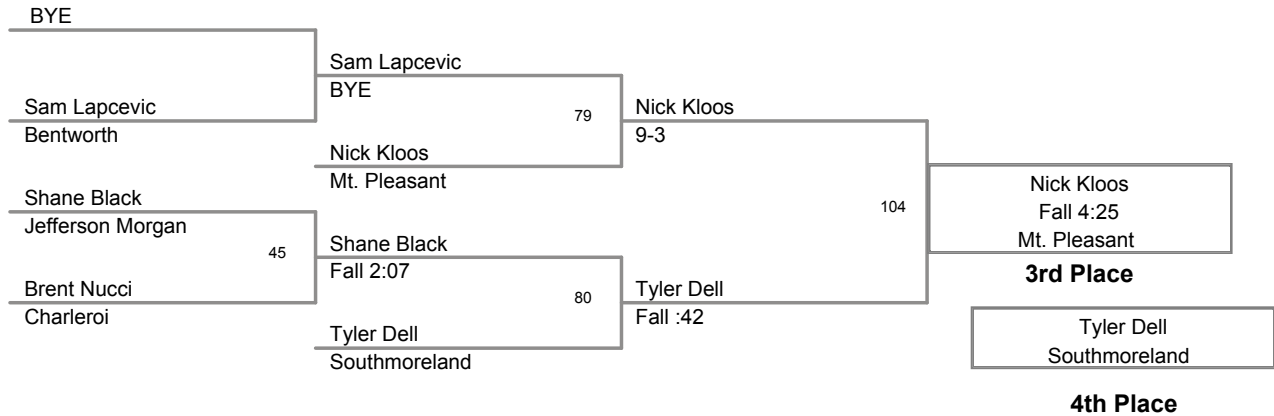 BYE
Sam Lapcevic
Bentworth
Shane Black
Jefferson Morgan
45
Brent Nucci
Charleroi
Sam Lapcevic
BYE
79
Nick Kloos
Mt. Pleasant
Shane Black
Fall 2:07
80
Tyler Dell
Southmoreland
Nick Kloos
9-3
104
Tyler Dell
Fall :42
Nick Kloos
Fall 4:25
Mt. Pleasant
3rd Place
Tyler Dell
Southmoreland
4th Place